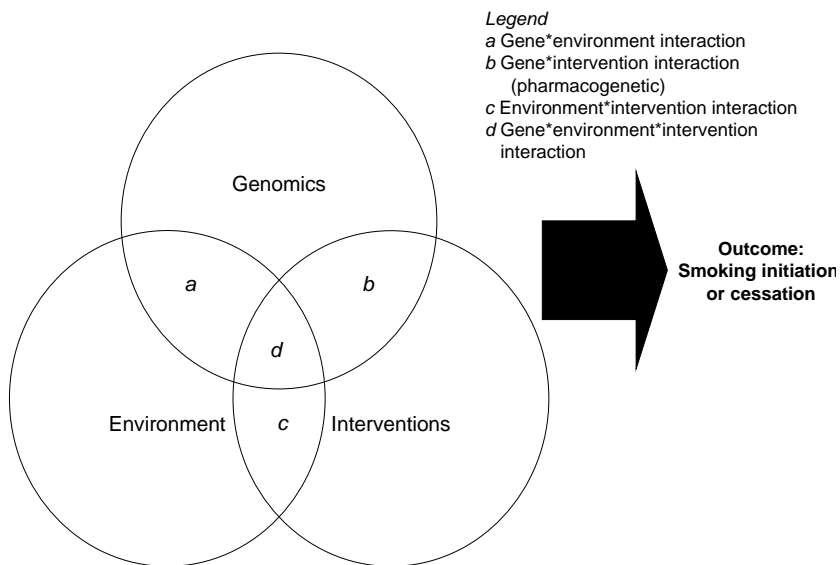 Legend
a Gene*environment interaction
b Gene*intervention interaction
(pharmacogenetic)
c Environment*intervention interaction
d Gene*environment*intervention
interaction
Genomics
Outcome:
Smoking initiation
or cessation
a
b
d
Environment
c
Interventions